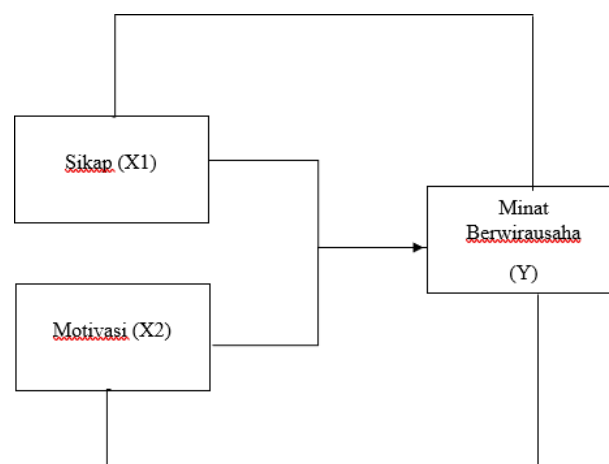 Sikap (X1)
Minat
Berwirausaha
(Y)
Motivasi (X2)